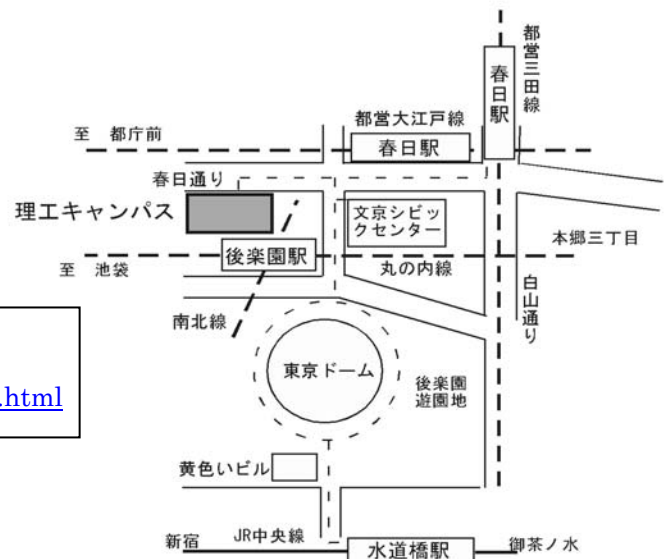 都営三田線
春日駅
都営大江戸線
至 都庁前
春日駅
春日通り
理工キャンパス
文京シビッ
クセンター
本郷三丁目
後楽園駅
至 池袋
丸の内線
白山通り
南北線
東京ドーム
後楽園
遊園地
.html
黄色いビル
新宿
JR中央線
水道橋駅
御茶ノ水